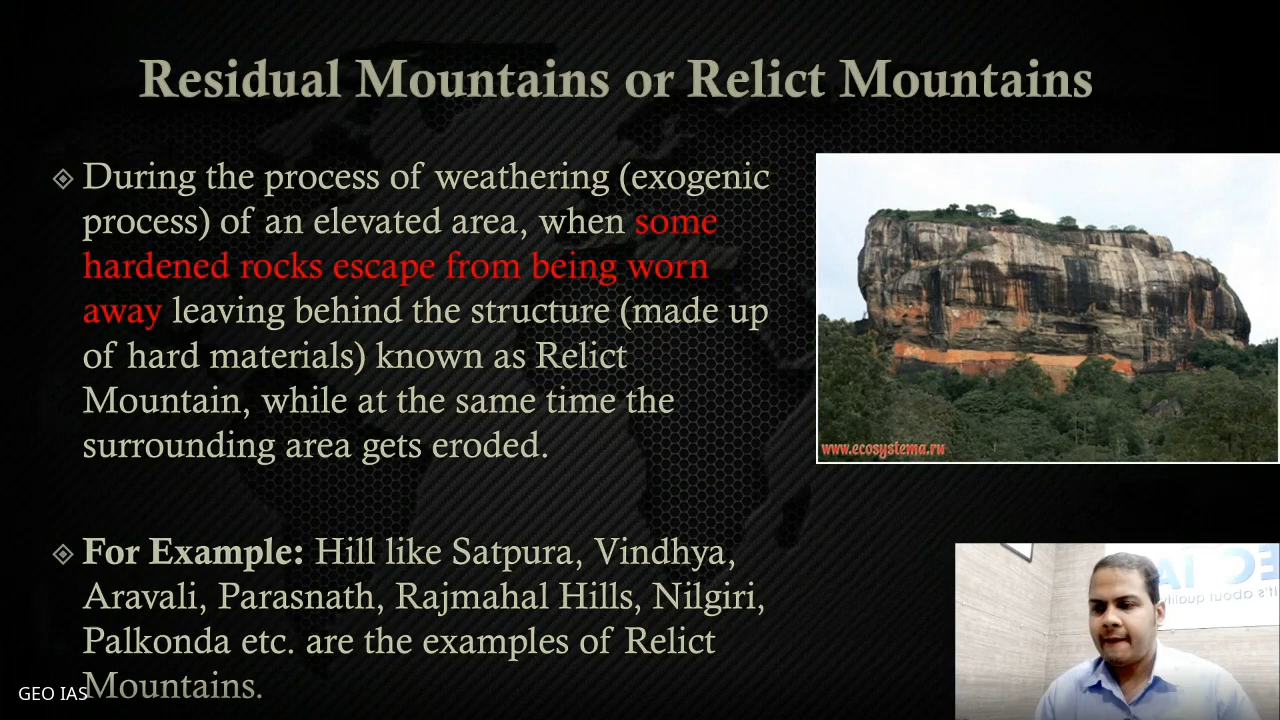 Residual Mountains or Relict Mountains
During the process of weathering (exogenic
process) of an elevated area, when some
hardened rocks escape from being worn
away leaving behind the structure (made up
of hard materials) known as Relict
Mountain, while at the same time the
surrounding area gets eroded.
www.ecosystema.ru
For Example: Hill like Satpura, Vindhya,
Aravali, Parasnath, Rajmahal Hills, Nilgiri,
Palkonda etc. are the examples of Relict
Mountains.
GEO IAS